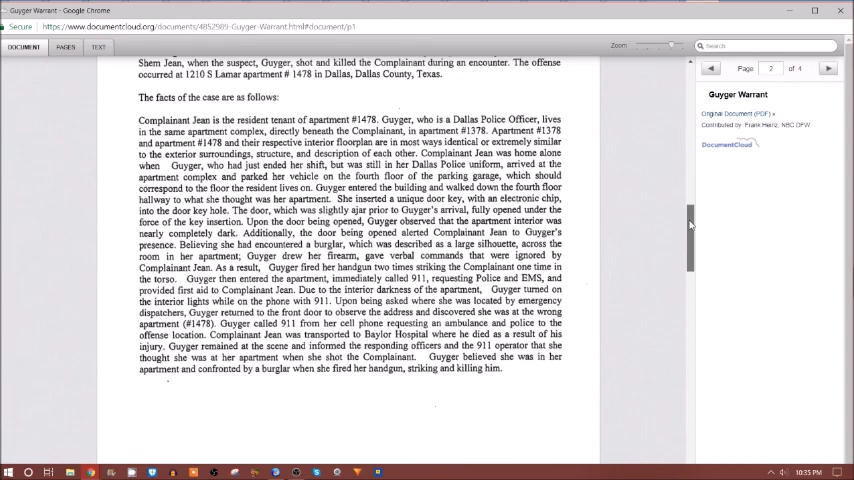 Guyger Warrant - Google Chrome
Secure https://www.documentcloud.org/documents/4852989-Guyger-Warrant.html#document/p1
DOCUMENT PAGES TEXT Zoom Search
Shem Jean, when the suspect, Guyger, shot and killed the Complainant during an encounter. The offense
occurred at 1210 S Lamar apartment # 1478 in Dallas, Dallas County, Texas.
The facts of the case are as follows:
Complainant Jean is the resident tenant of apartment #1478. Guyger, who is a Dallas Police Officer, lives
in the same apartment complex, directly beneath the Complainant, in apartment #1378. Apartment #1378
and apartment #1478 and their respective interior floorplan are in most ways identical or extremely similar
to the exterior surroundings, structure, and description of each other. Complainant Jean was home alone
when Guyger, who had just ended her shift, but was still in her Dallas Police uniform, arrived at the
apartment complex and parked her vehicle on the fourth floor of the parking garage, which should
correspond to the floor the resident lives on. Guyger entered the building and walked down the fourth floor
hallway to what she thought was her apartment. She inserted a unique door key, with an electronic chip,
into the door key hole. The door, which was slightly ajar prior to Guyger's arrival, fully opened under the
force of the key insertion. Upon the door being opened, Guyger observed that the apartment interior was
nearly completely dark. Additionally, the door being opened alerted Complainant Jean to Guyger's
presence. Believing she had encountered a burglar, which was described as a large silhouette, across the
room in her apartment; Guyger drew her firearm, gave verbal commands that were ignored by
Complainant Jean. As a result, Guyger fired her handgun two times striking the Complainant one time in
the torso. Guyger then entered the apartment, immediately called 911, requesting Police and EMS, and
provided first aid to Complainant Jean. Due to the interior darkness of the apartment, Guyger turned on
the interior lights while on the phone with 911. Upon being asked where she was located by emergency
dispatchers, Guyger returned to the front door to observe the address and discovered she was at the wrong
apartment (#1478). Guyger called 911 from her cell phone requesting an ambulance and police to the
offense location. Complainant Jean was transported to Baylor Hospital where he died as a result of his
injury. Guyger remained at the scene and informed the responding officers and the 911 operator that she
thought she was at her apartment when she shot the Complainant. Guyger believed she was in her
apartment and confronted by a burglar when she fired her handgun, striking and killing him.
Page 2 of 4
Guyger Warrant
Original Document (PDF) »
Contributed by: Frank Heinz, NBC DFW
DocumentCloud
10:35 PM